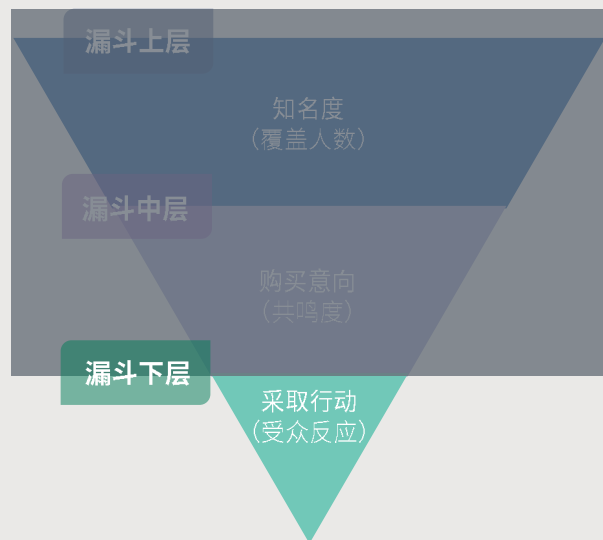 漏斗上层
知名度
（覆盖人数）
漏斗中层
购买意向
（共鸣度）
漏斗下层
采取行动
（受众反应）